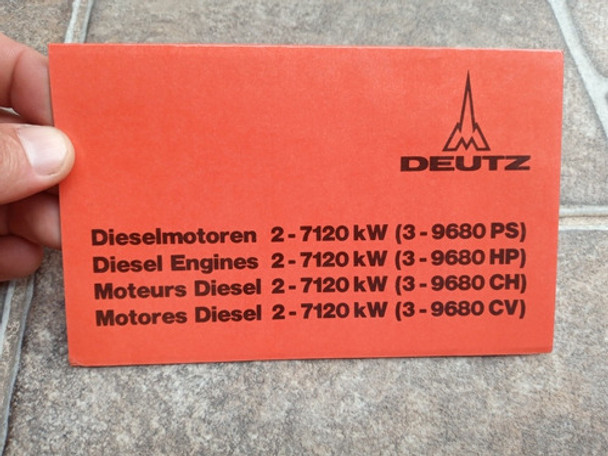 DEUTZ
Dieselmotoren 2-7120 kW (3-9680 PS)
Diesel Engines 2-7120 kW (3-9680 HP)
Moteurs Diesel 2-7120 kW (3-9680 CH)
Motores Diesel 2-7120 kW (3-9680 CV)